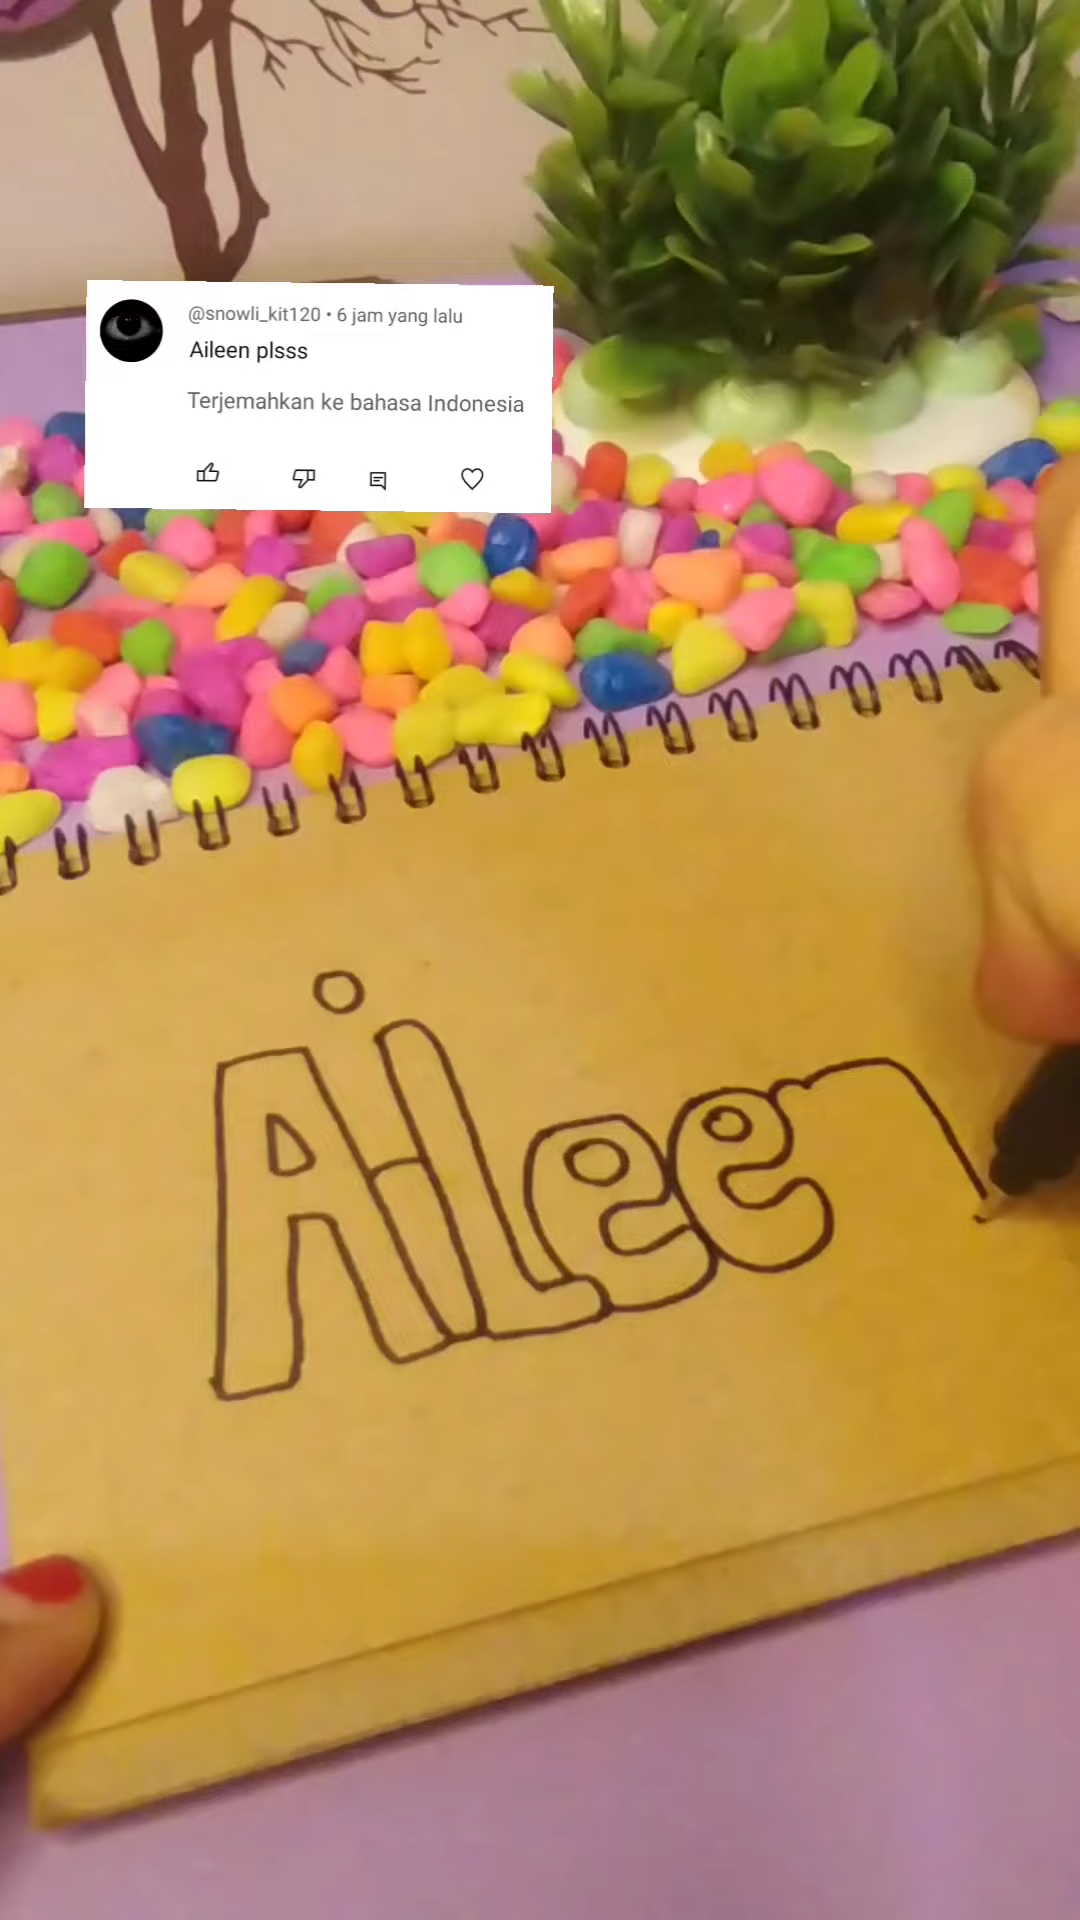 @snowli_kit120 • 6 jam yang lalu
Aileen plsss
Terjemahkan ke bahasa Indonesia
AiLeen